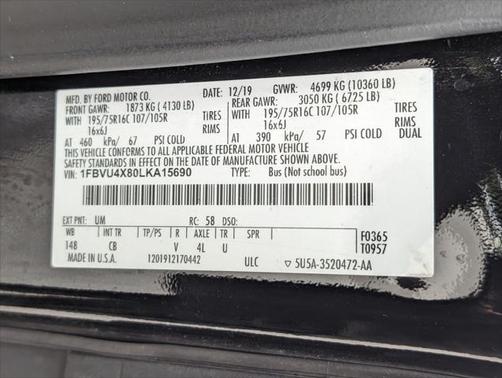 MFD. BY FORD MOTOR CO. 12/19 GVWR: 4699 KG (10360 LB)
FRONT GAWR: 1873 KG ( 4130 LB) REAR GAWR: 3050 KG ( 6725 LB)
WITH 195/75R16C 107/105R TIRES WITH 195/75R16C 107/105R TIRES
16x6J RIMS 16x6J RIMS
AT 460 kPa/ 67 PSI COLD AT 390 kPa/ 57 PSI COLD DUAL
THIS VEHICLE CONFORMS TO ALL APPLICABLE FEDERAL MOTOR VEHICLE
SAFETY STANDARDS IN EFFECT ON THE DATE OF MANUFACTURE SHOWN ABOVE.
VIN: 1FBVU4X80LKA15690 TYPE: Bus (Not school bus)
EXT PNT: UM RC: 58 DSO:
WB BRK INT TR TP/PS R AXLE TR SPR F0365
148 CB V 4L U T0957
MADE IN U.S.A. 1201912170442 ULC ▽ 5U5A-3520472-AA